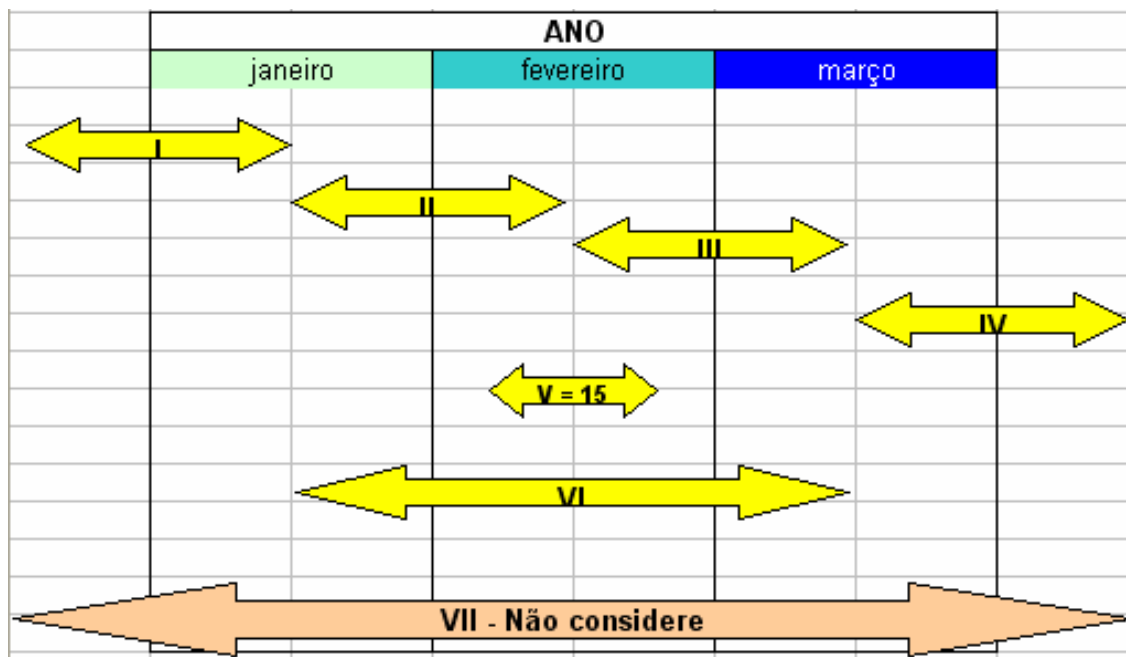 ANO
janeiro fevereiro março
I
II
III
IV
V = 15
VI
VII - Não considere